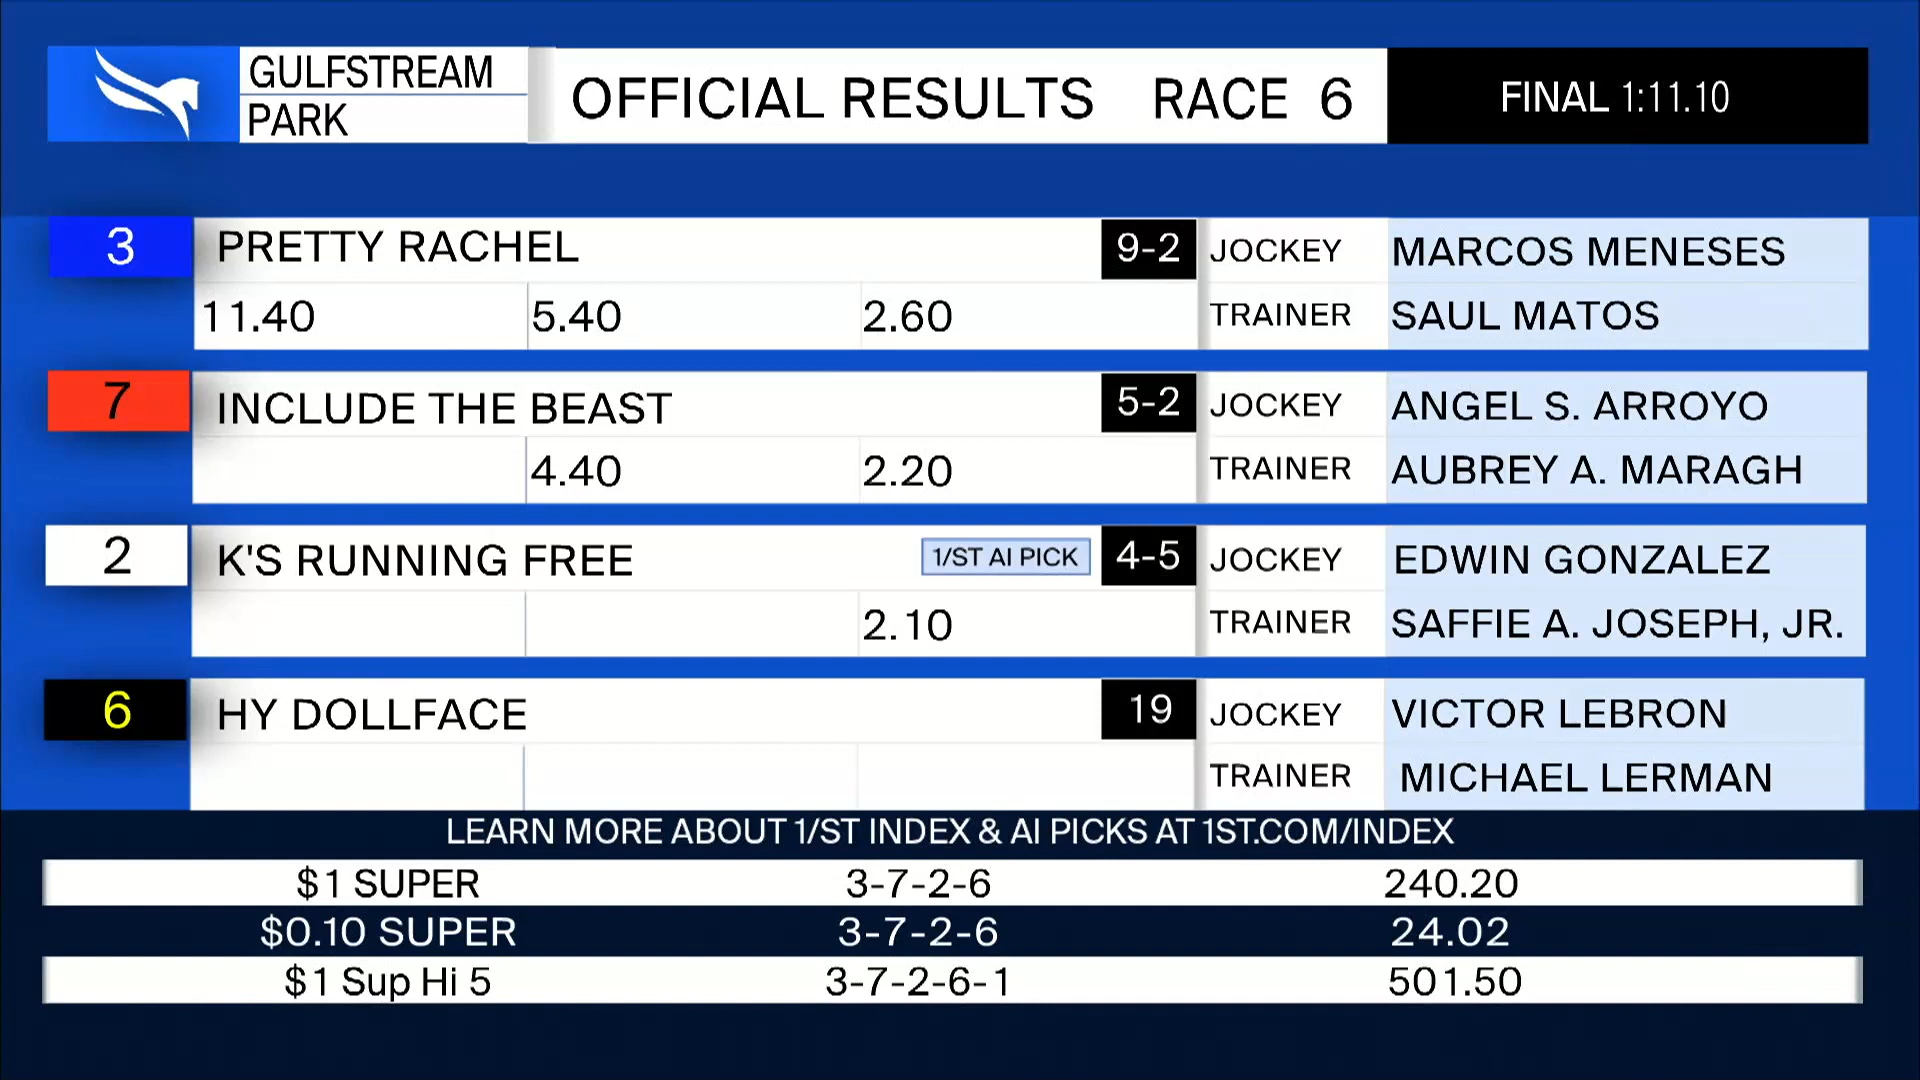 GULFSTREAM
PARK
OFFICIAL RESULTS RACE 6
FINAL 1:11.10
3 PRETTY RACHEL 9-2 JOCKEY MARCOS MENESES
11.40 5.40 2.60 TRAINER SAUL MATOS
7 INCLUDE THE BEAST 5-2 JOCKEY ANGEL S. ARROYO
4.40 2.20 TRAINER AUBREY A. MARAGH
2 K'S RUNNING FREE 1/ST AI PICK 4-5 JOCKEY EDWIN GONZALEZ
2.10 TRAINER SAFFIE A. JOSEPH, JR.
6 HY DOLLFACE 19 JOCKEY VICTOR LEBRON
TRAINER MICHAEL LERMAN
LEARN MORE ABOUT 1/ST INDEX & AI PICKS AT 1ST.COM/INDEX
$1 SUPER 3-7-2-6 240.20
$0.10 SUPER 3-7-2-6 24.02
$1 Sup Hi 5 3-7-2-6-1 501.50